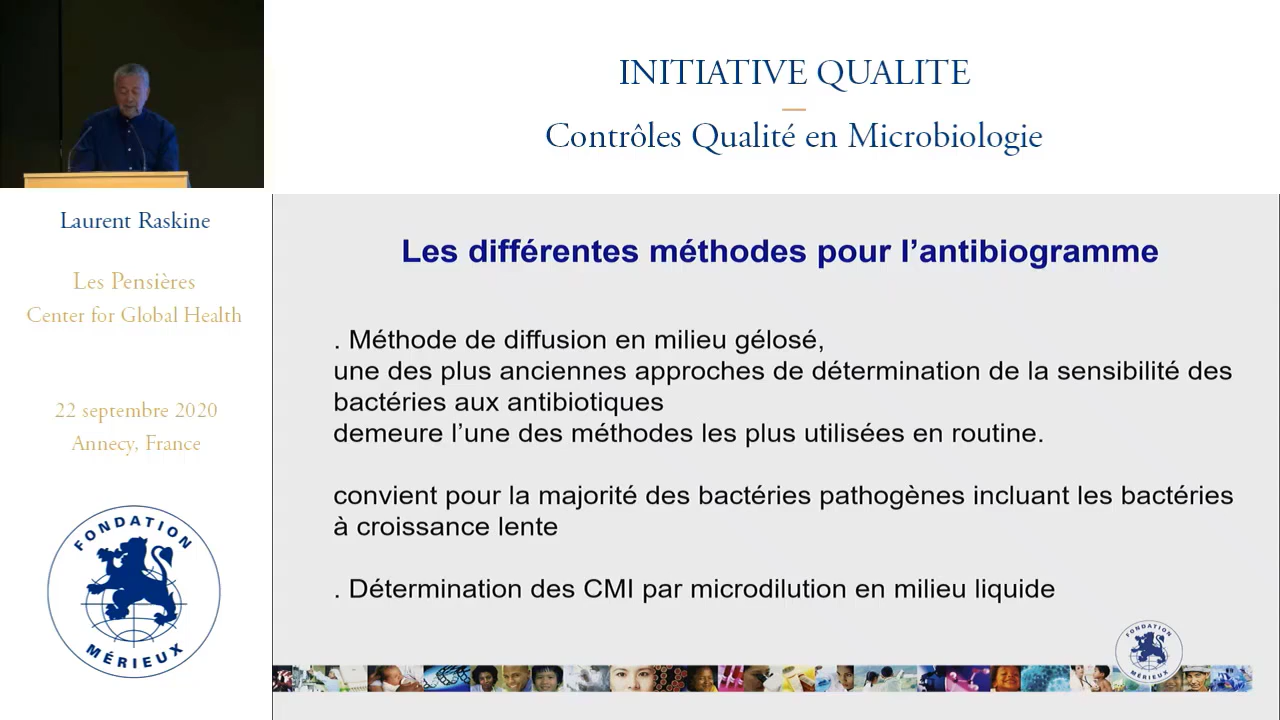 INITIATIVE QUALITE
Contrôles Qualité en Microbiologie
Laurent Raskine
Les Pensières
Center for Global Health
22 septembre 2020
Annecy, France
FONDATION
MÉRIEUX
Les différentes méthodes pour l’antibiogramme
. Méthode de diffusion en milieu gélosé,
une des plus anciennes approches de détermination de la sensibilité des
bactéries aux antibiotiques
demeure l’une des méthodes les plus utilisées en routine.
convient pour la majorité des bactéries pathogènes incluant les bactéries
à croissance lente
. Détermination des CMI par microdilution en milieu liquide
FONDATION
MÉRIEUX